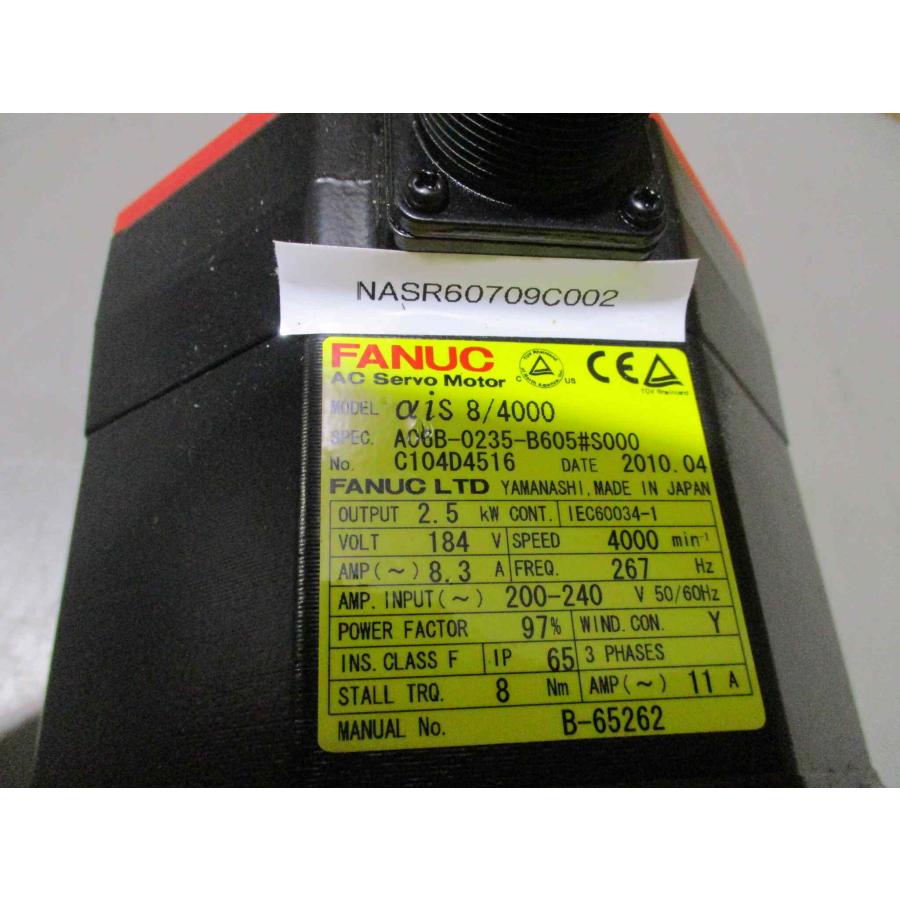 NASR60709C002
FANUC
AC Servo Motor
C US
CE
TÜV Rheinland
MODEL αiS 8/4000
SPEC. A06B-0235-B605#S000
No. C104D4516 DATE 2010.04
FANUC LTD YAMANASHI, MADE IN JAPAN
OUTPUT 2.5 kW CONT. IEC60034-1
VOLT 184 V SPEED 4000 min⁻¹
AMP(~) 8.3 A FREQ. 267 Hz
AMP. INPUT(~) 200-240 V 50/60Hz
POWER FACTOR 97% WIND. CON. Y
INS. CLASS F IP 65 3 PHASES
STALL TRQ. 8 Nm AMP(~) 11 A
MANUAL No. B-65262